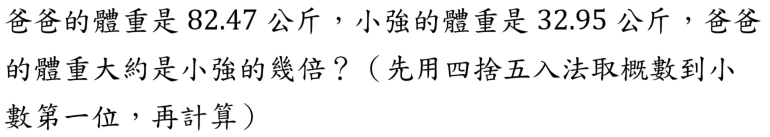 爸爸的體重是 82.47 公斤，小強的體重是 32.95 公斤，爸爸
的體重大約是小強的幾倍？（先用四捨五入法取概數到小
數第一位，再計算）